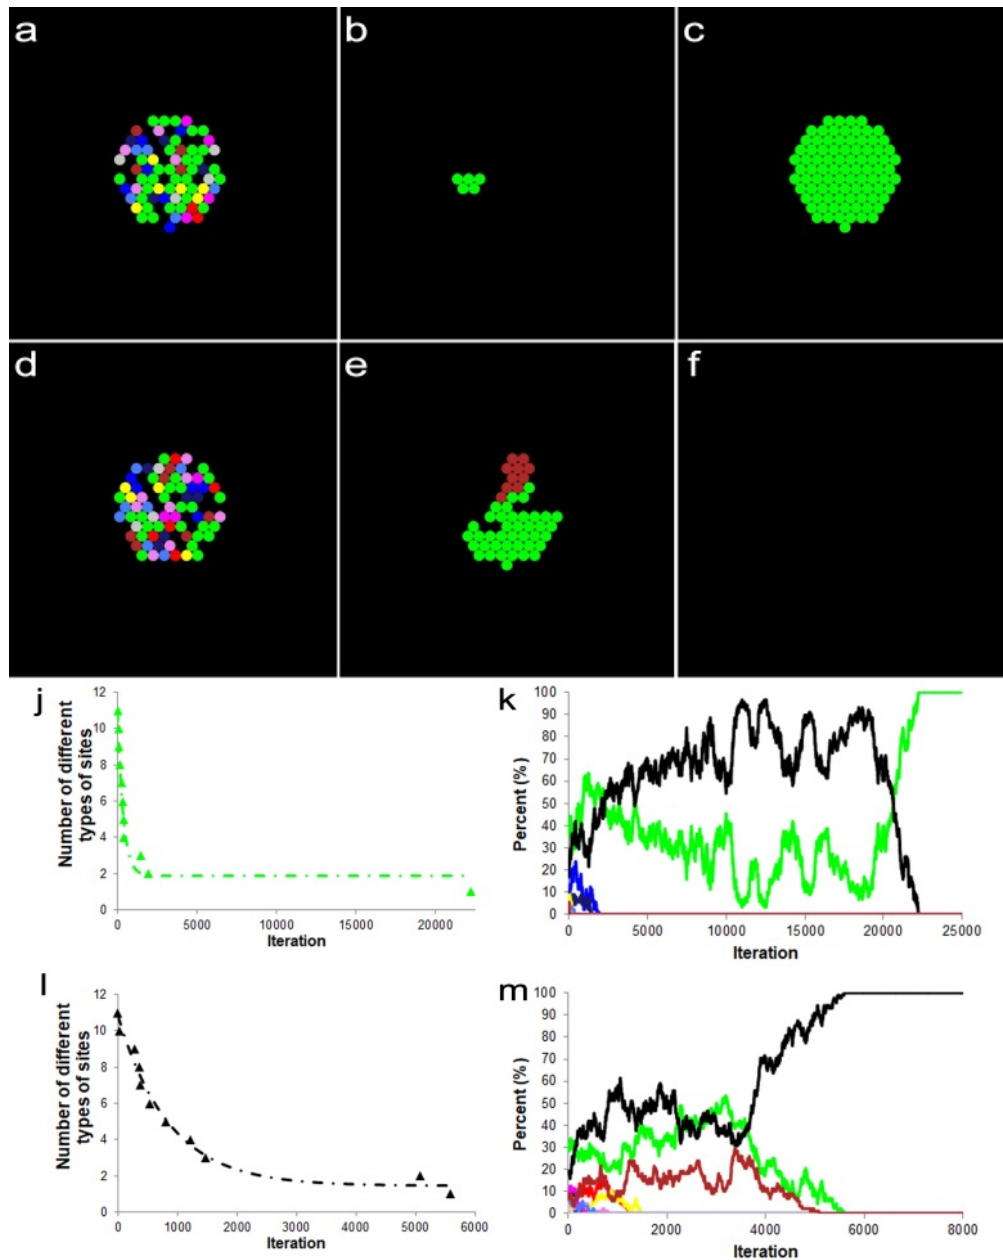 a
b
c
d
e
f
j
12
10
8
6
4
2
0
Number of different
types of sites
0 5000 10000 15000 20000
Iteration
k
100
90
80
70
60
50
40
30
20
10
0
Percent (%)
0 5000 10000 15000 20000 25000
Iteration
l
12
10
8
6
4
2
0
Number of different
types of sites
0 1000 2000 3000 4000 5000 6000
Iteration
m
100
90
80
70
60
50
40
30
20
10
0
Percent (%)
0 2000 4000 6000 8000
Iteration